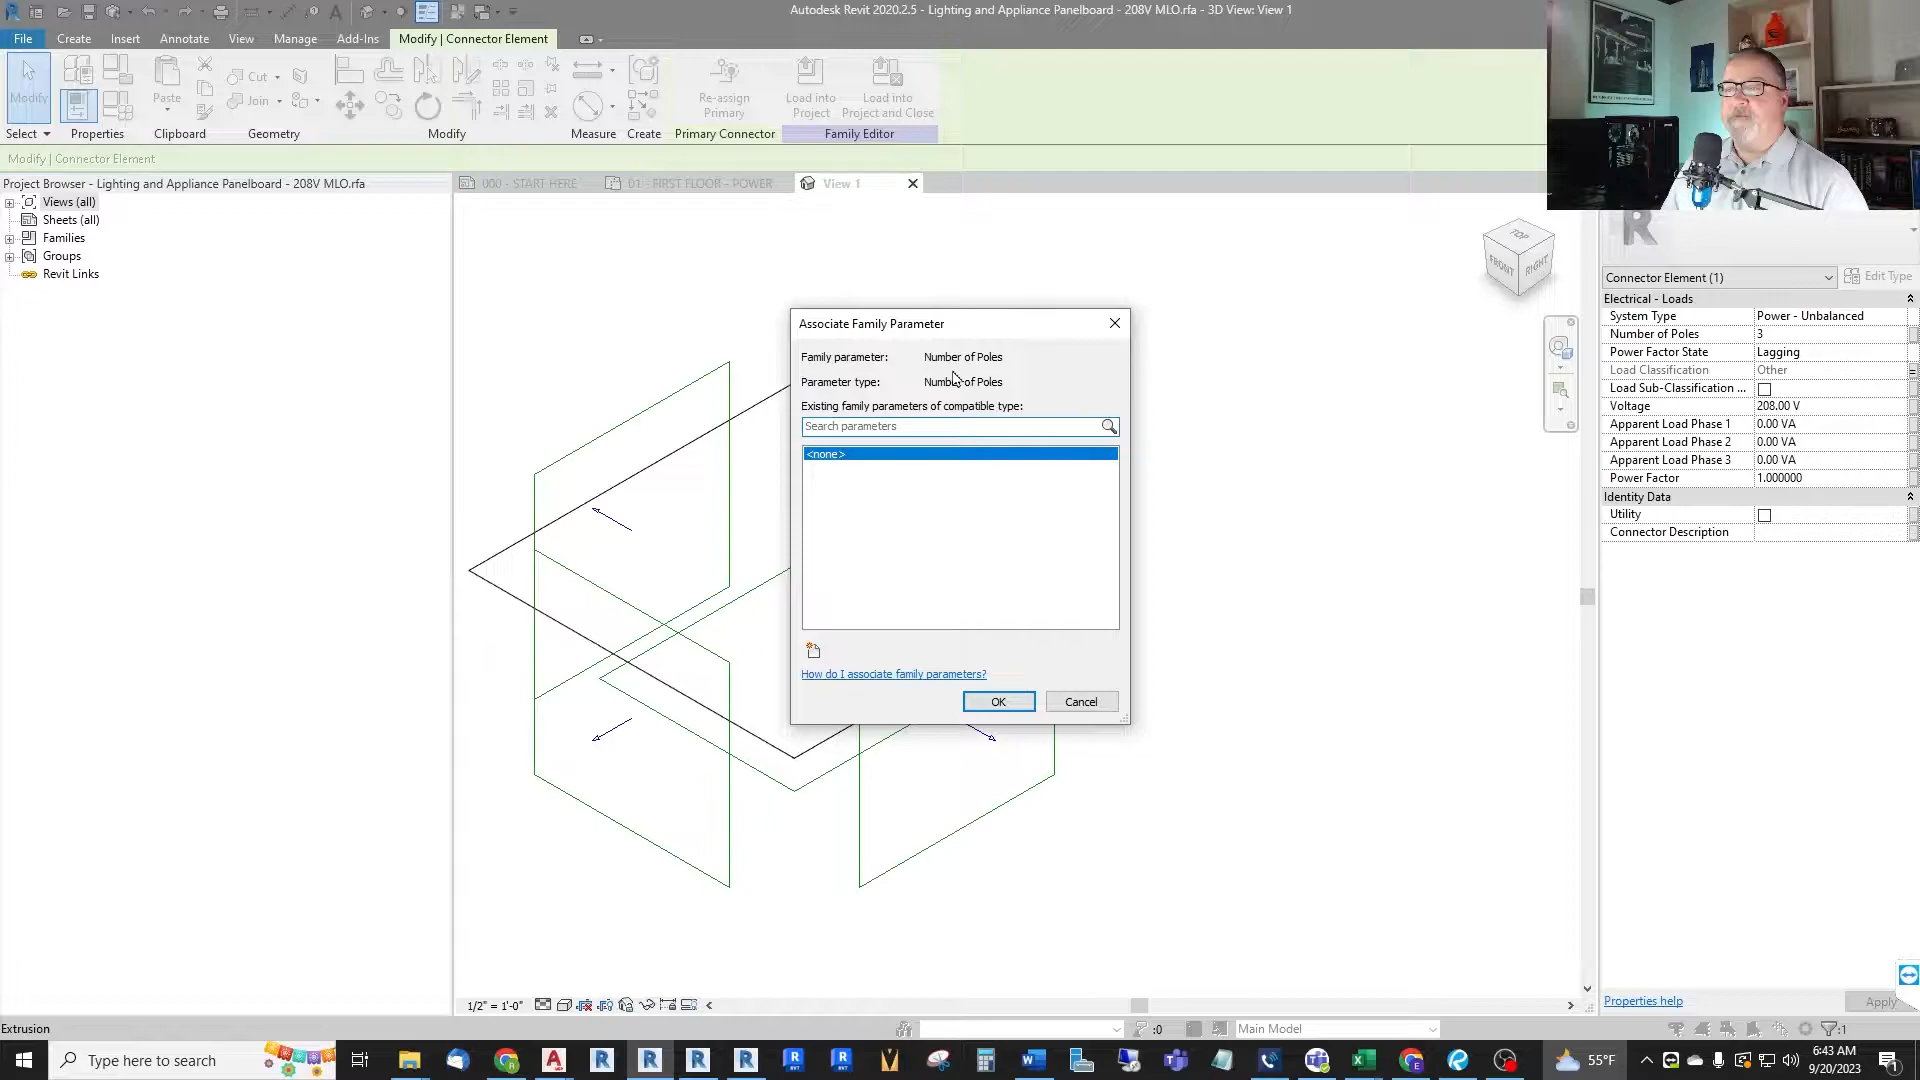 Autodesk Revit 2020.2.5 - Lighting and Appliance Panelboard - 208V MLO.rfa - 3D View: View 1
File Create Insert Annotate View Manage Add-Ins Modify | Connector Element
Modify
Paste
Cut
Join
Re-assign Primary
Load into Project
Load into Project and Close
Select Properties Clipboard Geometry Modify Measure Create Primary Connector Family Editor
Modify | Connector Element
Project Browser - Lighting and Appliance Panelboard - 208V MLO.rfa
Views (all)
Sheets (all)
Families
Groups
Revit Links
000 - START HERE
01 - FIRST FLOOR - POWER
View 1
TOP
FRONT
RIGHT
Associate Family Parameter
Family parameter: Number of Poles
Parameter type: Number of Poles
Existing family parameters of compatible type:
Search parameters
<none>
How do I associate family parameters?
OK Cancel
Connector Element (1)
Edit Type
Electrical - Loads
System Type Power - Unbalanced
Number of Poles 3
Power Factor State Lagging
Load Classification Other
Load Sub-Classification ...
Voltage 208.00 V
Apparent Load Phase 1 0.00 VA
Apparent Load Phase 2 0.00 VA
Apparent Load Phase 3 0.00 VA
Power Factor 1.000000
Identity Data
Utility
Connector Description
Properties help
Apply
1/2" = 1'-0"
Extrusion
:0
Main Model
:1
Type here to search
55°F
6:43 AM
9/20/2023